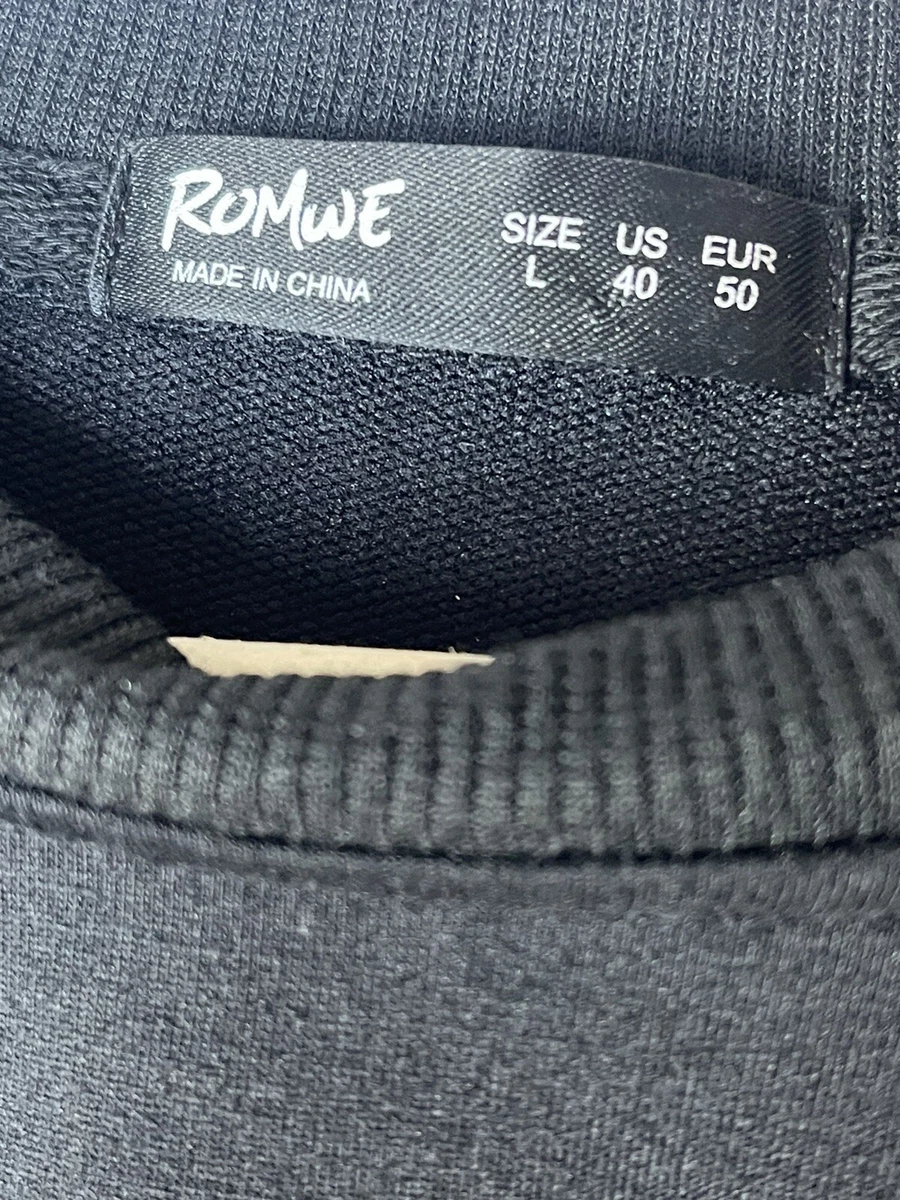 ROMWE
MADE IN CHINA
SIZE US EUR
L 40 50